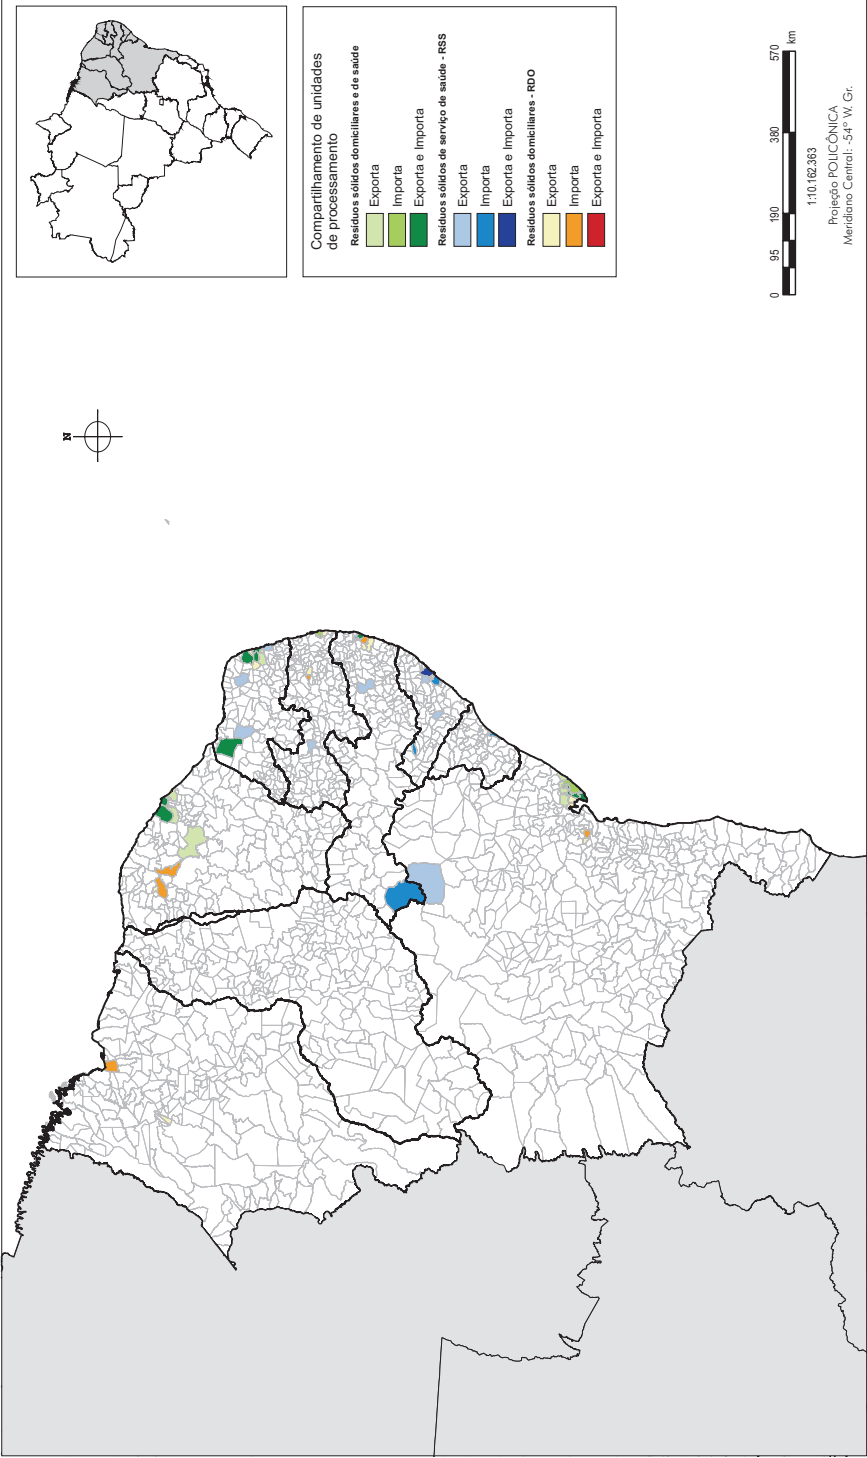 Compartilhamento de unidades
de processamento
Resíduos sólidos domiciliares e de saúde
Exporta
Importa
Exporta e Importa
Resíduos sólidos de serviço de saúde - RSS
Exporta
Importa
Exporta e Importa
Resíduos sólidos domiciliares - RDO
Exporta
Importa
Exporta e Importa
N
0 95 190 380 570
km
1:10.162.363
Projeção POLICÔNICA
Meridiano Central: -54° W. Gr.